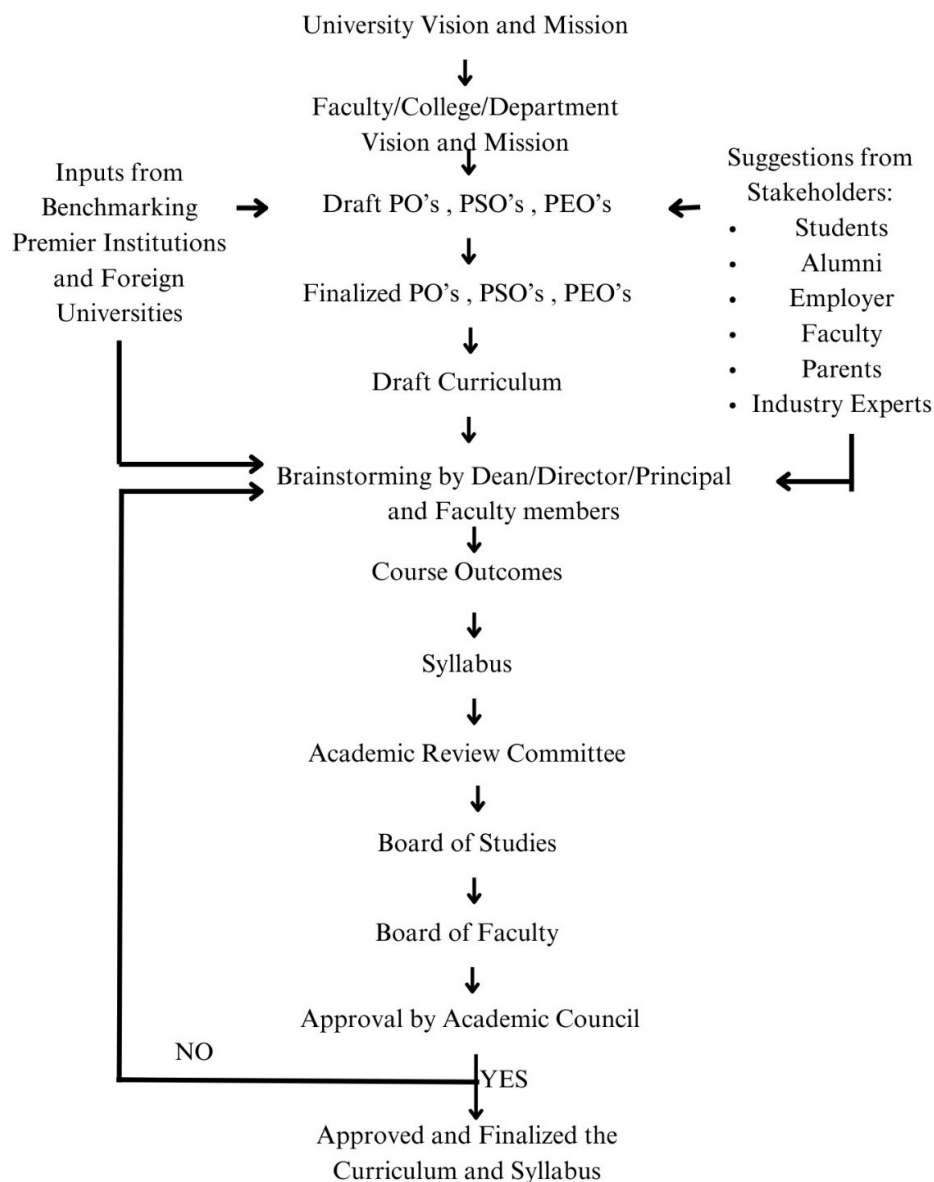 University Vision and Mission
Faculty/College/Department
Vision and Mission
Inputs from
Benchmarking
Premier Institutions
and Foreign
Universities
Draft PO's , PSO's , PEO's
Suggestions from
Stakeholders:
• Students
• Alumni
• Employer
• Faculty
• Parents
• Industry Experts
Finalized PO's , PSO's , PEO's
Draft Curriculum
Brainstorming by Dean/Director/Principal
and Faculty members
Course Outcomes
Syllabus
Academic Review Committee
Board of Studies
Board of Faculty
Approval by Academic Council
NO
YES
Approved and Finalized the
Curriculum and Syllabus